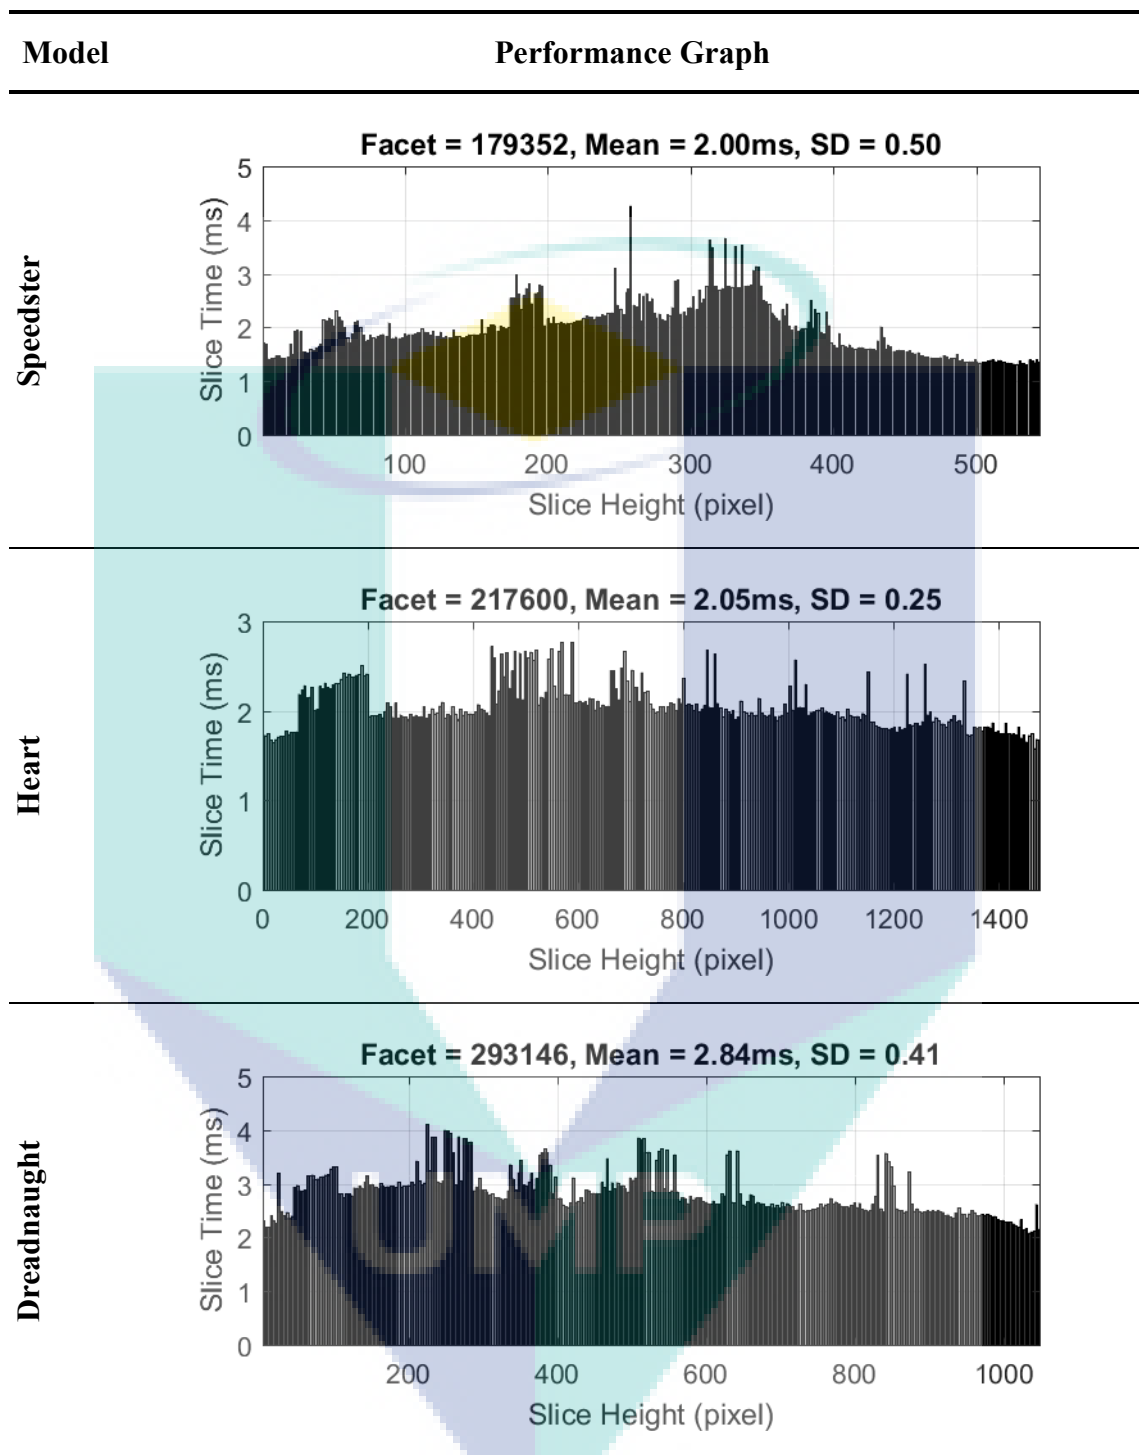 Model Performance Graph
Speedster
Facet = 179352, Mean = 2.00ms, SD = 0.50
Slice Time (ms)
5
4
3
2
1
0
100 200 300 400 500
Slice Height (pixel)
Heart
Facet = 217600, Mean = 2.05ms, SD = 0.25
Slice Time (ms)
3
2
1
0
0 200 400 600 800 1000 1200 1400
Slice Height (pixel)
Dreadnaught
Facet = 293146, Mean = 2.84ms, SD = 0.41
Slice Time (ms)
5
4
3
2
1
0
200 400 600 800 1000
Slice Height (pixel)
UMP